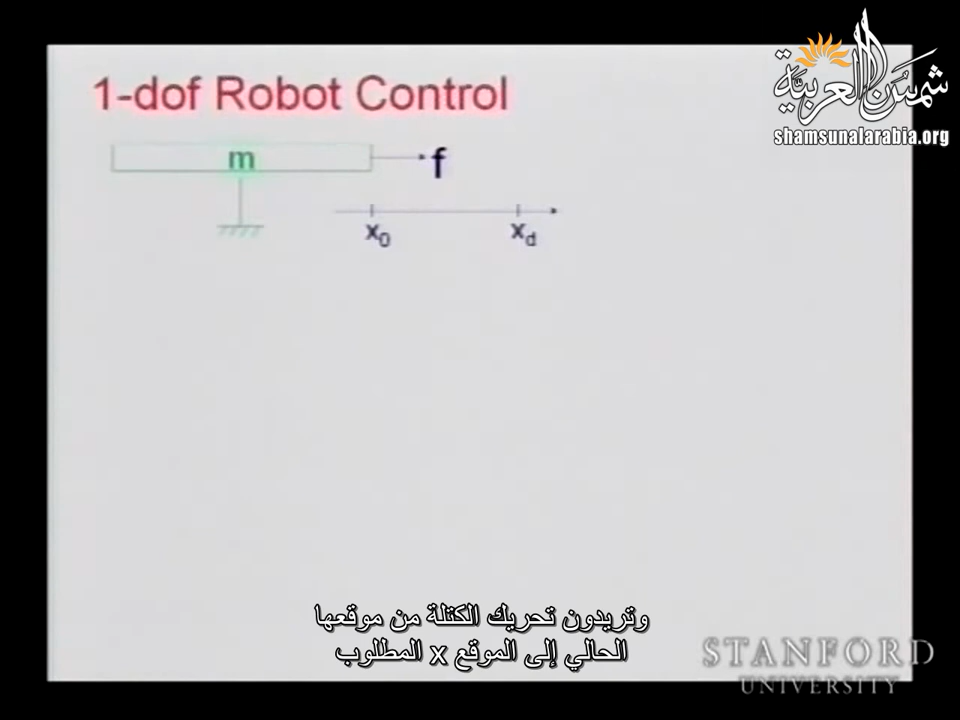 شمس العربية
shamsunalarabia.org
1-dof Robot Control
m
f
x0
xd
وتريدون تحريك الكتلة من موقعها
الحالي إلى الموقع x المطلوب
STANFORD
UNIVERSITY